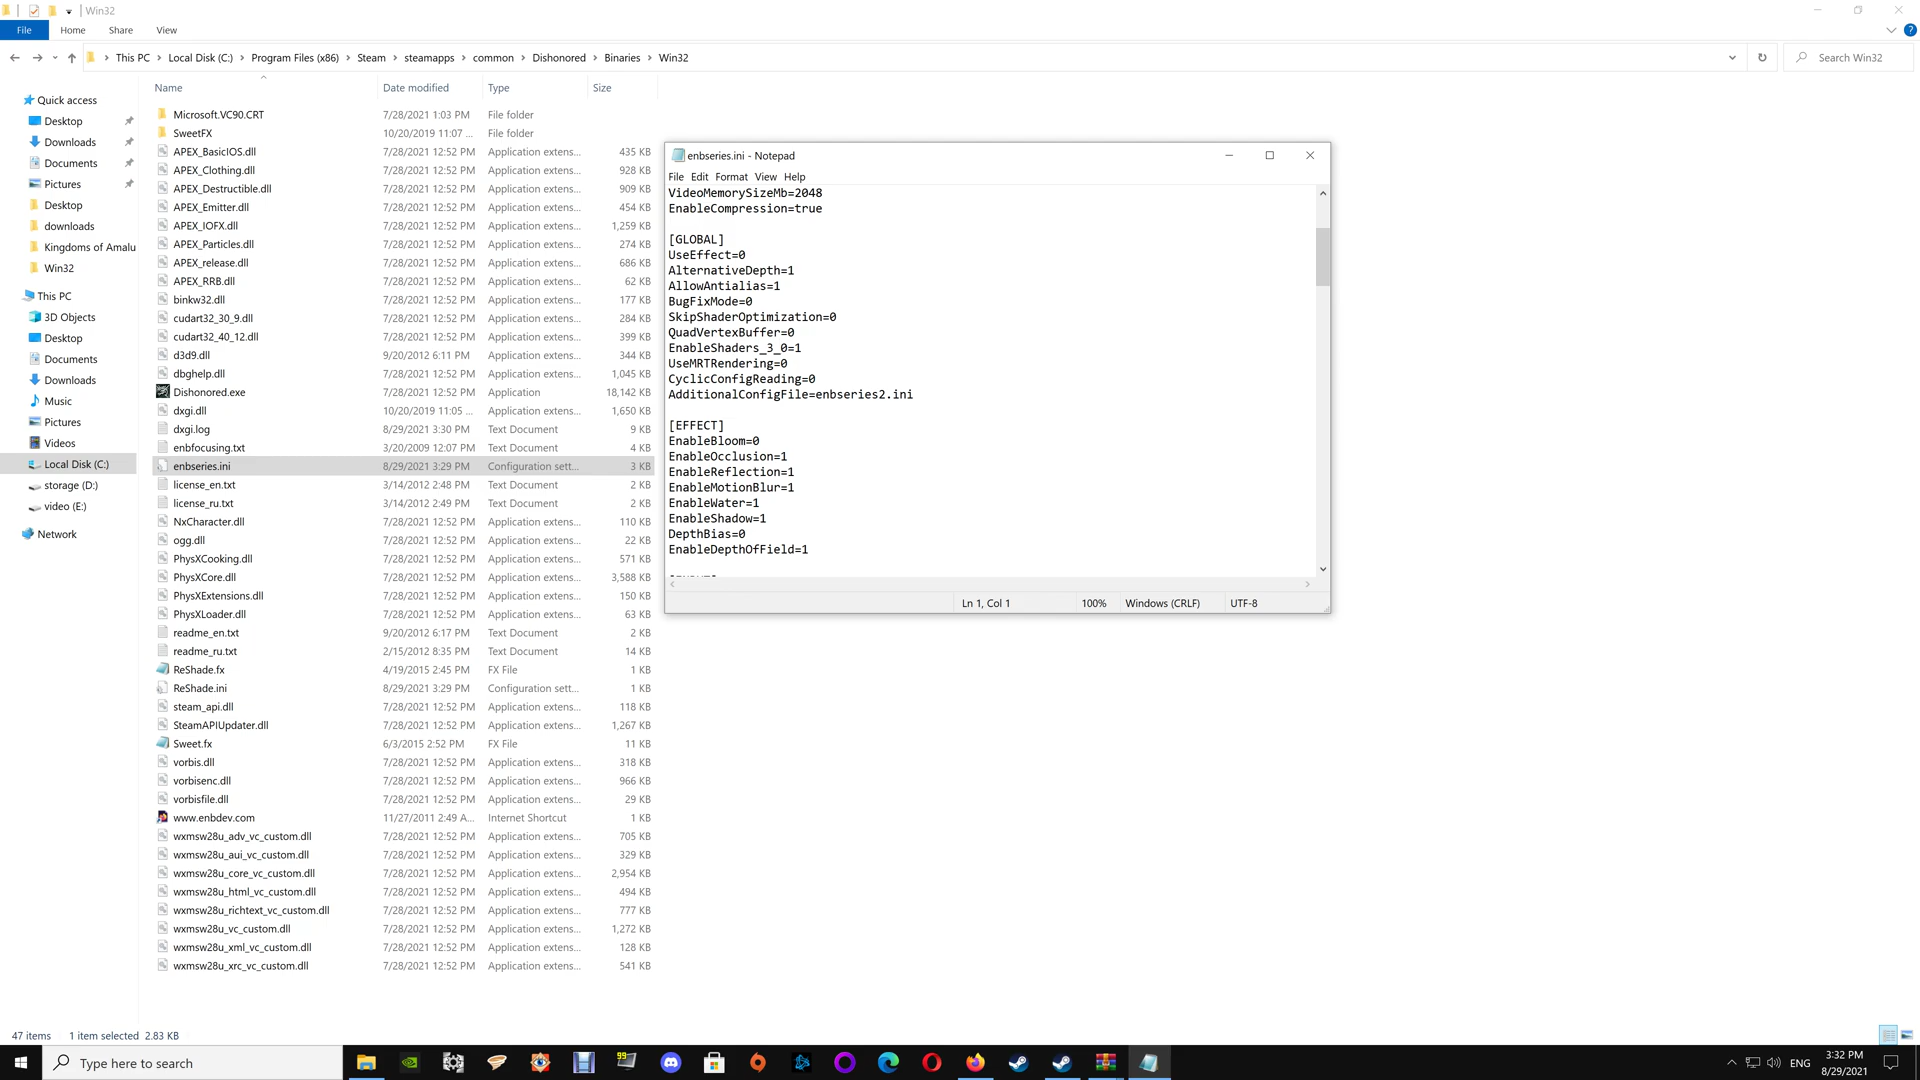 Win32
File Home Share View
This PC Local Disk (C:) Program Files (x86) Steam steamapps common Dishonored Binaries Win32 Search Win32
Name Date modified Type Size
Quick access
Desktop
Downloads
Documents
Pictures
Desktop
downloads
Kingdoms of Amalu
Win32
This PC
3D Objects
Desktop
Documents
Downloads
Music
Pictures
Videos
Local Disk (C:)
storage (D:)
video (E:)
Network
Microsoft.VC90.CRT 7/28/2021 1:03 PM File folder
SweetFX 10/20/2019 11:07 ... File folder
APEX_BasicIOS.dll 7/28/2021 12:52 PM Application extens... 435 KB
APEX_Clothing.dll 7/28/2021 12:52 PM Application extens... 928 KB
APEX_Destructible.dll 7/28/2021 12:52 PM Application extens... 909 KB
APEX_Emitter.dll 7/28/2021 12:52 PM Application extens... 454 KB
APEX_IOFX.dll 7/28/2021 12:52 PM Application extens... 1,259 KB
APEX_Particles.dll 7/28/2021 12:52 PM Application extens... 274 KB
APEX_release.dll 7/28/2021 12:52 PM Application extens... 686 KB
APEX_RRB.dll 7/28/2021 12:52 PM Application extens... 62 KB
binkw32.dll 7/28/2021 12:52 PM Application extens... 177 KB
cudart32_30_9.dll 7/28/2021 12:52 PM Application extens... 284 KB
cudart32_40_12.dll 7/28/2021 12:52 PM Application extens... 399 KB
d3d9.dll 9/20/2012 6:11 PM Application extens... 344 KB
dbghelp.dll 7/28/2021 12:52 PM Application extens... 1,045 KB
Dishonored.exe 7/28/2021 12:52 PM Application 18,142 KB
dxgi.dll 10/20/2019 11:05 ... Application extens... 1,650 KB
dxgi.log 8/29/2021 3:30 PM Text Document 9 KB
enbfocusing.txt 3/20/2009 12:07 PM Text Document 4 KB
enbseries.ini 8/29/2021 3:29 PM Configuration sett... 3 KB
license_en.txt 3/14/2012 2:48 PM Text Document 2 KB
license_ru.txt 3/14/2012 2:49 PM Text Document 2 KB
NxCharacter.dll 7/28/2021 12:52 PM Application extens... 110 KB
ogg.dll 7/28/2021 12:52 PM Application extens... 22 KB
PhysXCooking.dll 7/28/2021 12:52 PM Application extens... 571 KB
PhysXCore.dll 7/28/2021 12:52 PM Application extens... 3,588 KB
PhysXExtensions.dll 7/28/2021 12:52 PM Application extens... 150 KB
PhysXLoader.dll 7/28/2021 12:52 PM Application extens... 63 KB
readme_en.txt 9/20/2012 6:17 PM Text Document 2 KB
readme_ru.txt 2/15/2012 8:35 PM Text Document 14 KB
ReShade.fx 4/19/2015 2:45 PM FX File 1 KB
ReShade.ini 8/29/2021 3:29 PM Configuration sett... 1 KB
steam_api.dll 7/28/2021 12:52 PM Application extens... 118 KB
SteamAPIUpdater.dll 7/28/2021 12:52 PM Application extens... 1,267 KB
Sweet.fx 6/3/2015 2:52 PM FX File 11 KB
vorbis.dll 7/28/2021 12:52 PM Application extens... 318 KB
vorbisenc.dll 7/28/2021 12:52 PM Application extens... 966 KB
vorbisfile.dll 7/28/2021 12:52 PM Application extens... 29 KB
www.enbdev.com 11/27/2011 2:49 A... Internet Shortcut 1 KB
wxmsw28u_adv_vc_custom.dll 7/28/2021 12:52 PM Application extens... 705 KB
wxmsw28u_aui_vc_custom.dll 7/28/2021 12:52 PM Application extens... 329 KB
wxmsw28u_core_vc_custom.dll 7/28/2021 12:52 PM Application extens... 2,954 KB
wxmsw28u_html_vc_custom.dll 7/28/2021 12:52 PM Application extens... 494 KB
wxmsw28u_richtext_vc_custom.dll 7/28/2021 12:52 PM Application extens... 777 KB
wxmsw28u_vc_custom.dll 7/28/2021 12:52 PM Application extens... 1,272 KB
wxmsw28u_xml_vc_custom.dll 7/28/2021 12:52 PM Application extens... 128 KB
wxmsw28u_xrc_vc_custom.dll 7/28/2021 12:52 PM Application extens... 541 KB
enbseries.ini - Notepad
File Edit Format View Help
VideoMemorySizeMb=2048
EnableCompression=true
[GLOBAL]
UseEffect=0
AlternativeDepth=1
AllowAntialias=1
BugFixMode=0
SkipShaderOptimization=0
QuadVertexBuffer=0
EnableShaders_3_0=1
UseMRTRendering=0
CyclicConfigReading=0
AdditionalConfigFile=enbseries2.ini
[EFFECT]
EnableBloom=0
EnableOcclusion=1
EnableReflection=1
EnableMotionBlur=1
EnableWater=1
EnableShadow=1
DepthBias=0
EnableDepthOfField=1
Ln 1, Col 1 100% Windows (CRLF) UTF-8
47 items 1 item selected 2.83 KB
Type here to search
99
ENG
3:32 PM
8/29/2021